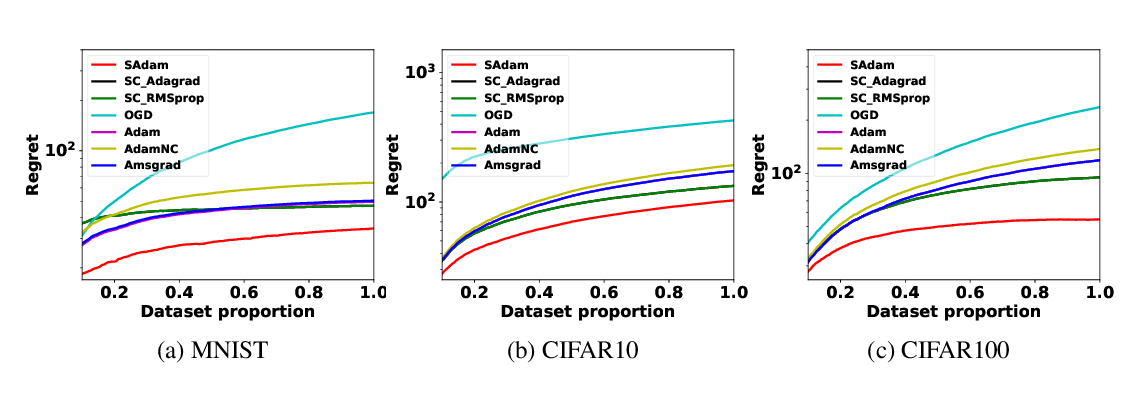 Regret
10²
SAdam
SC_Adagrad
SC_RMSprop
OGD
Adam
AdamNC
Amsgrad
0.2 0.4 0.6 0.8 1.0
Dataset proportion
(a) MNIST
Regret
10³
10²
SAdam
SC_Adagrad
SC_RMSprop
OGD
Adam
AdamNC
Amsgrad
0.2 0.4 0.6 0.8 1.0
Dataset proportion
(b) CIFAR10
Regret
10²
SAdam
SC_Adagrad
SC_RMSprop
OGD
Adam
AdamNC
Amsgrad
0.2 0.4 0.6 0.8 1.0
Dataset proportion
(c) CIFAR100